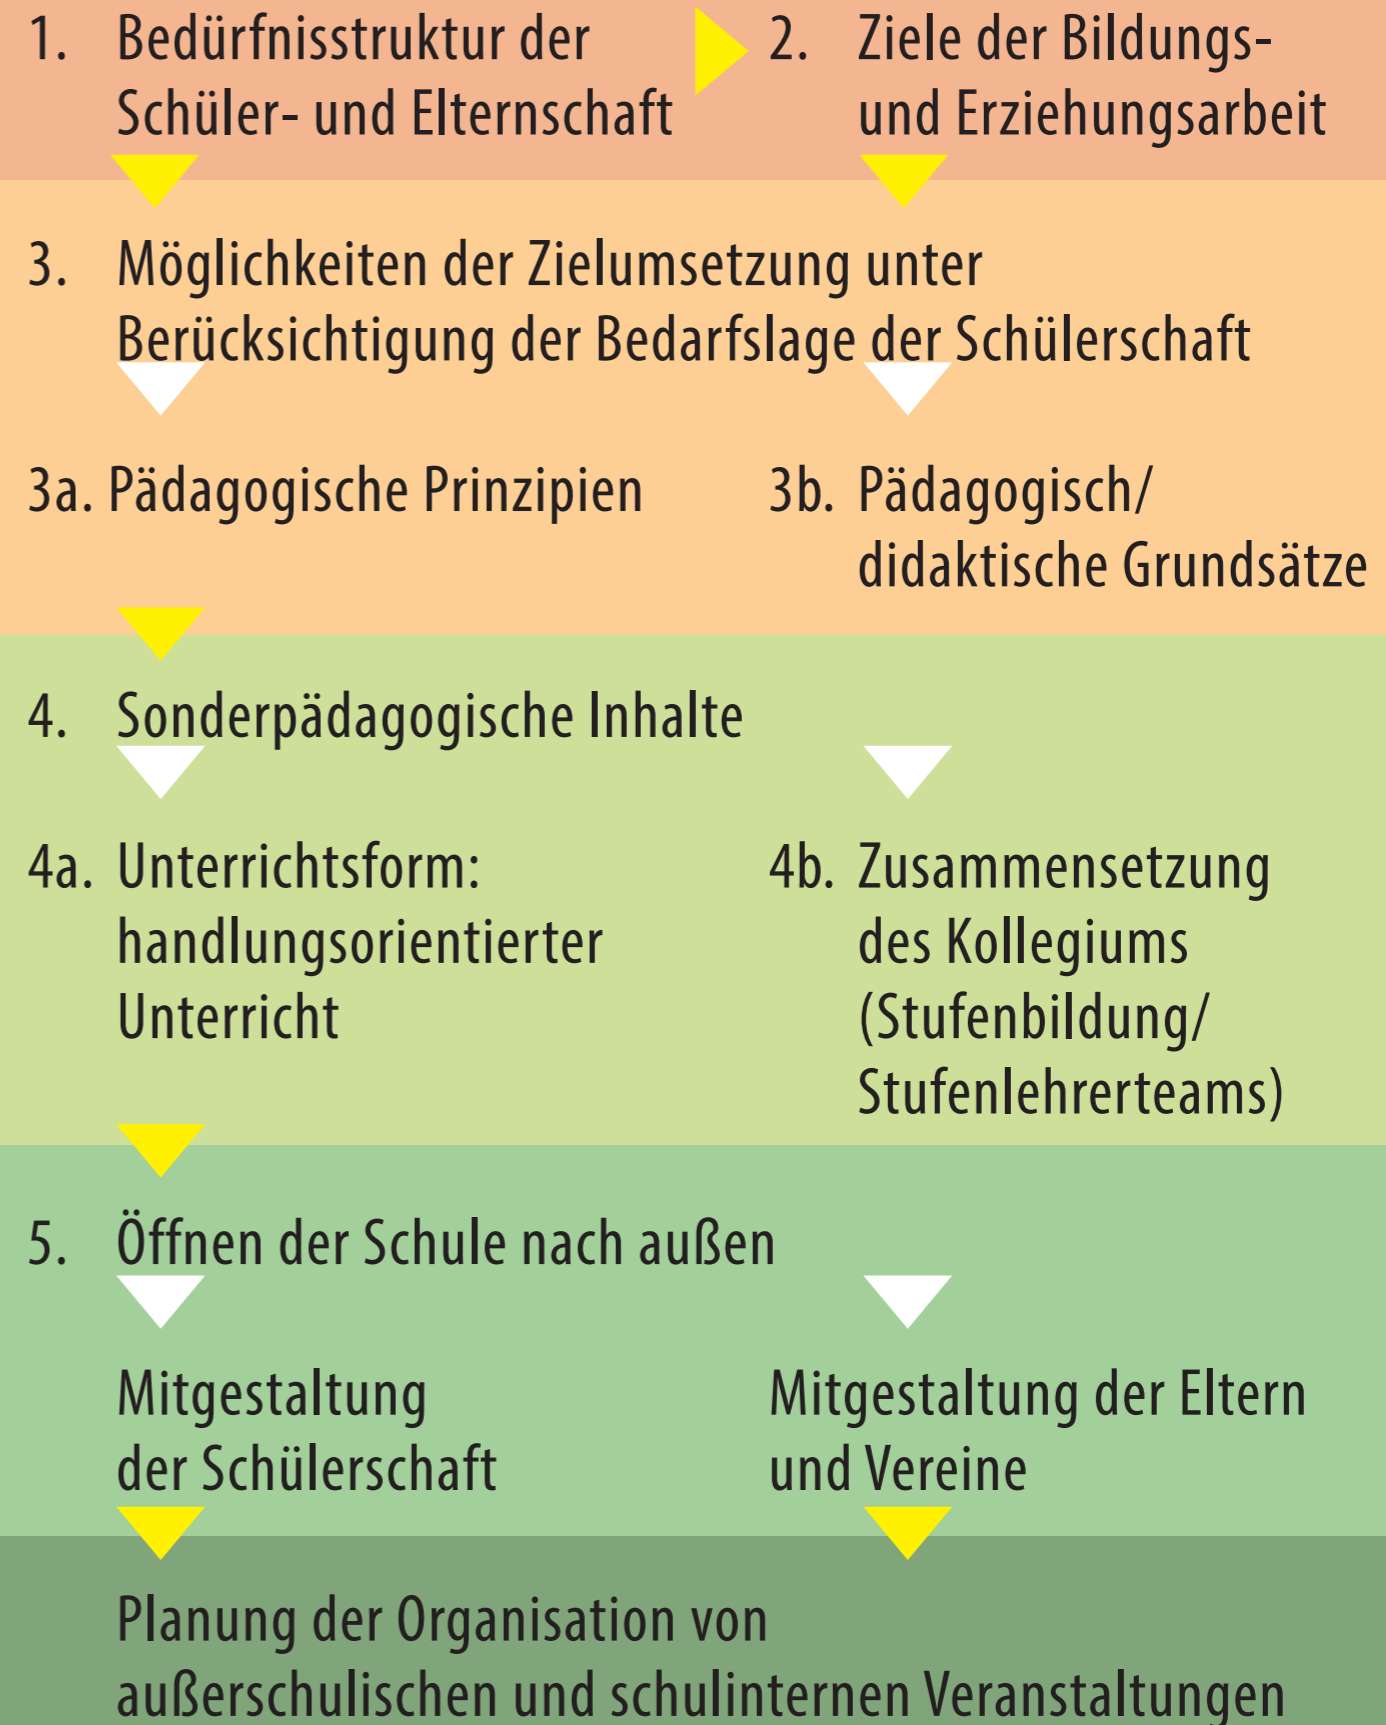 1. Bedürfnisstruktur der
Schüler- und Elternschaft
2. Ziele der Bildungs-
und Erziehungsarbeit
3. Möglichkeiten der Zielumsetzung unter
Berücksichtigung der Bedarfslage der Schülerschaft
3a. Pädagogische Prinzipien
3b. Pädagogisch/
didaktische Grundsätze
4. Sonderpädagogische Inhalte
4a. Unterrichtsform:
handlungsorientierter
Unterricht
4b. Zusammensetzung
des Kollegiums
(Stufenbildung/
Stufenlehrerteams)
5. Öffnen der Schule nach außen
Mitgestaltung
der Schülerschaft
Mitgestaltung der Eltern
und Vereine
Planung der Organisation von
außerschulischen und schulinternen Veranstaltungen